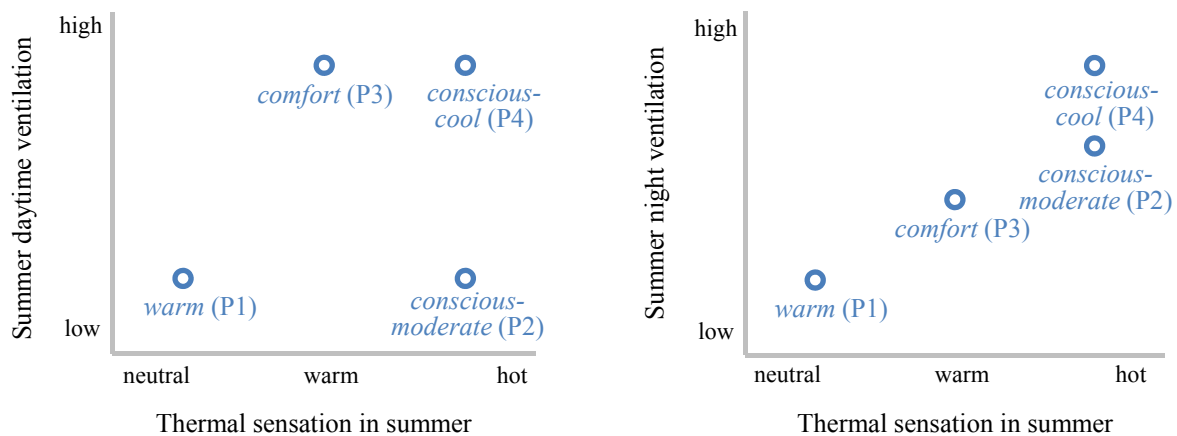 Summer daytime ventilation
high
low
comfort (P3)
conscious-
cool (P4)
warm (P1)
conscious-
moderate (P2)
neutral
warm
hot
Thermal sensation in summer
Summer night ventilation
high
low
conscious-
cool (P4)
conscious-
moderate (P2)
comfort (P3)
warm (P1)
neutral
warm
hot
Thermal sensation in summer